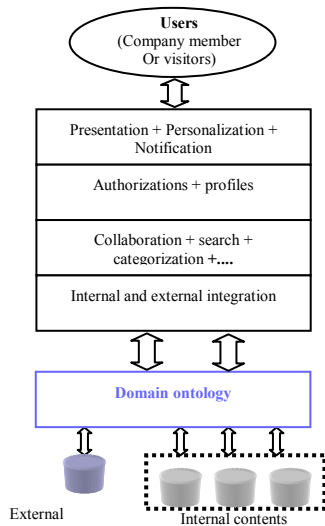 Users
(Company member
Or visitors)
Presentation + Personalization +
Notification
Authorizations + profiles
Collaboration + search +
categorization +....
Internal and external integration
Domain ontology
External
Internal contents